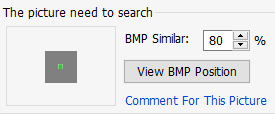 The picture need to search
BMP Similar: 80 %
View BMP Position
Comment For This Picture